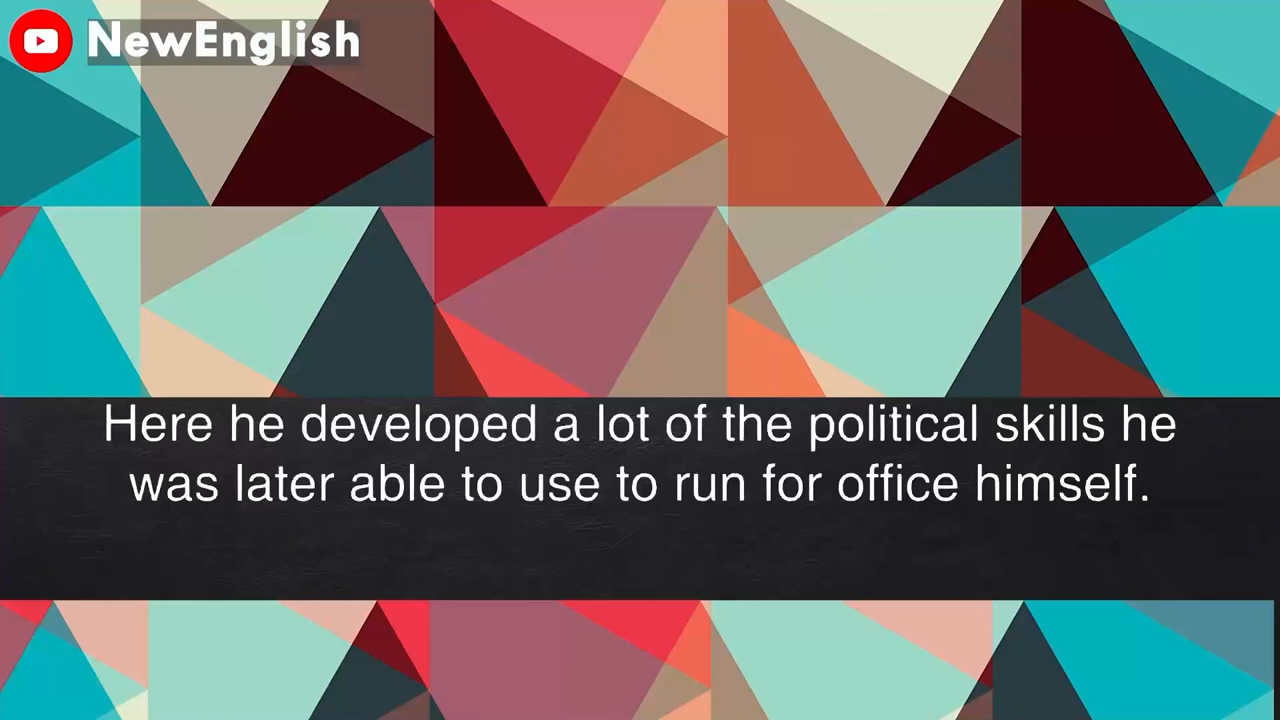 NewEnglish
Here he developed a lot of the political skills he
was later able to use to run for office himself.